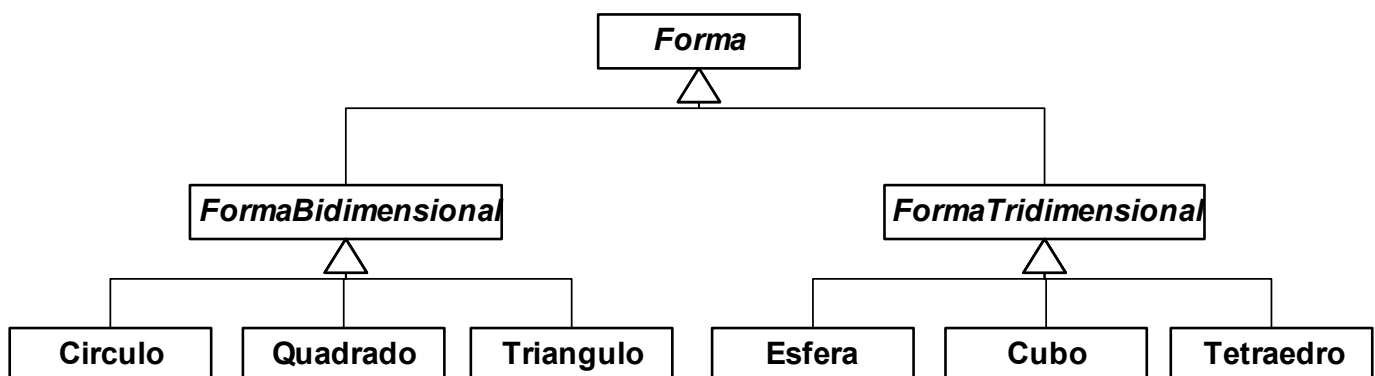 Forma
FormaBidimensional
FormaTridimensional
Circulo
Quadrado
Triangulo
Esfera
Cubo
Tetraedro